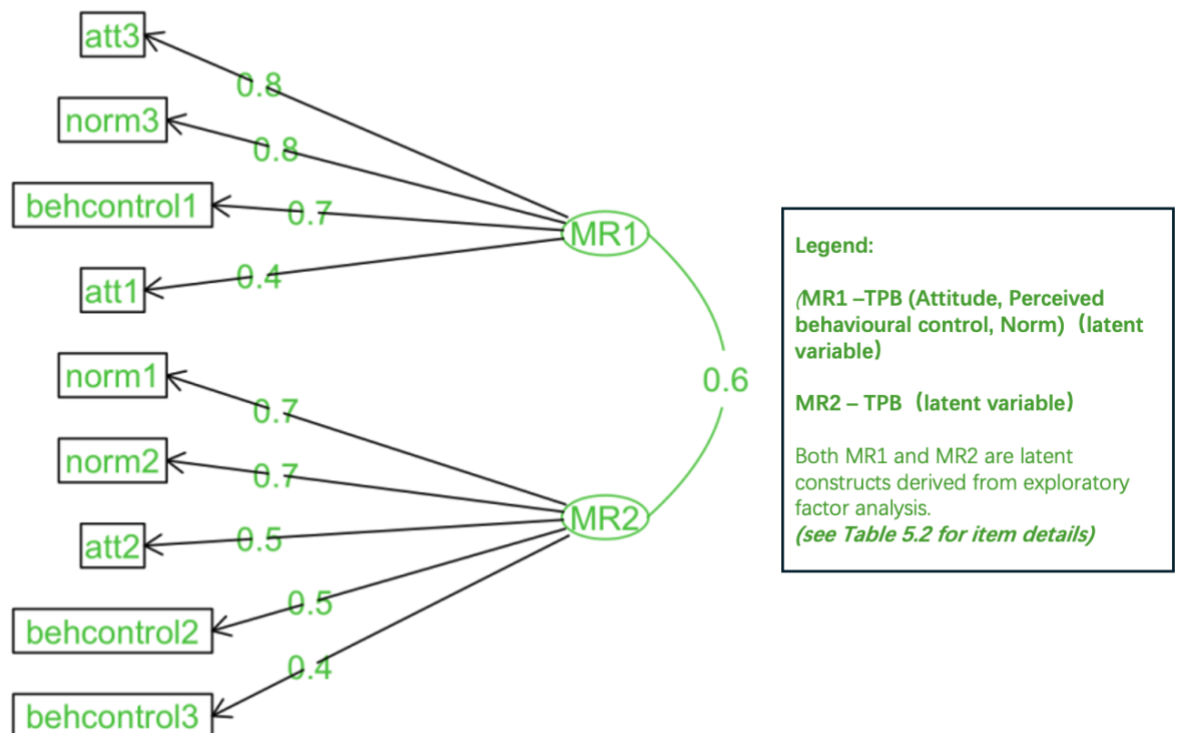 att3
0.8
norm3
0.8
behcontrol1
0.7
MR1
att1
0.4
norm1
0.7
0.6
norm2
0.7
att2
0.5
MR2
behcontrol2
0.5
behcontrol3
0.4
Legend:
(MR1 –TPB (Attitude, Perceived
behavioural control, Norm)（latent
variable）
MR2 – TPB（latent variable）
Both MR1 and MR2 are latent
constructs derived from exploratory
factor analysis.
(see Table 5.2 for item details)